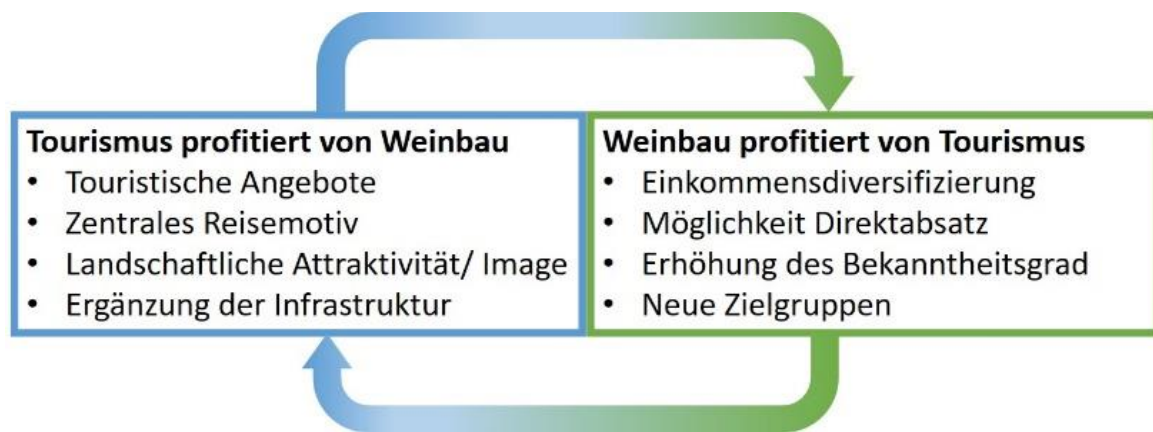 Tourismus profitiert von Weinbau
• Touristische Angebote
• Zentrales Reisemotiv
• Landschaftliche Attraktivität/ Image
• Ergänzung der Infrastruktur
Weinbau profitiert von Tourismus
• Einkommensdiversifizierung
• Möglichkeit Direktabsatz
• Erhöhung des Bekanntheitsgrad
• Neue Zielgruppen